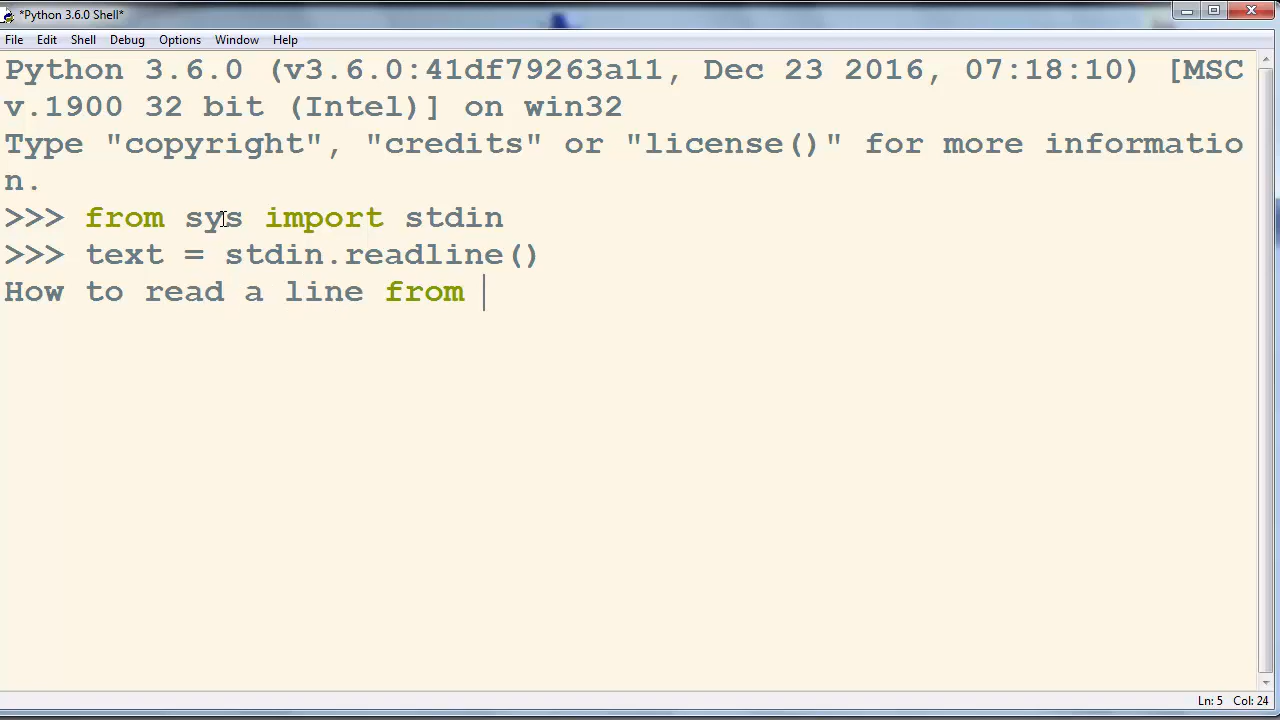 *Python 3.6.0 Shell*
File Edit Shell Debug Options Window Help
Python 3.6.0 (v3.6.0:41df79263a11, Dec 23 2016, 07:18:10) [MSC
v.1900 32 bit (Intel)] on win32
Type "copyright", "credits" or "license()" for more informatio
n.
>>> from sys import stdin
>>> text = stdin.readline()
How to read a line from
Ln: 5 Col: 24